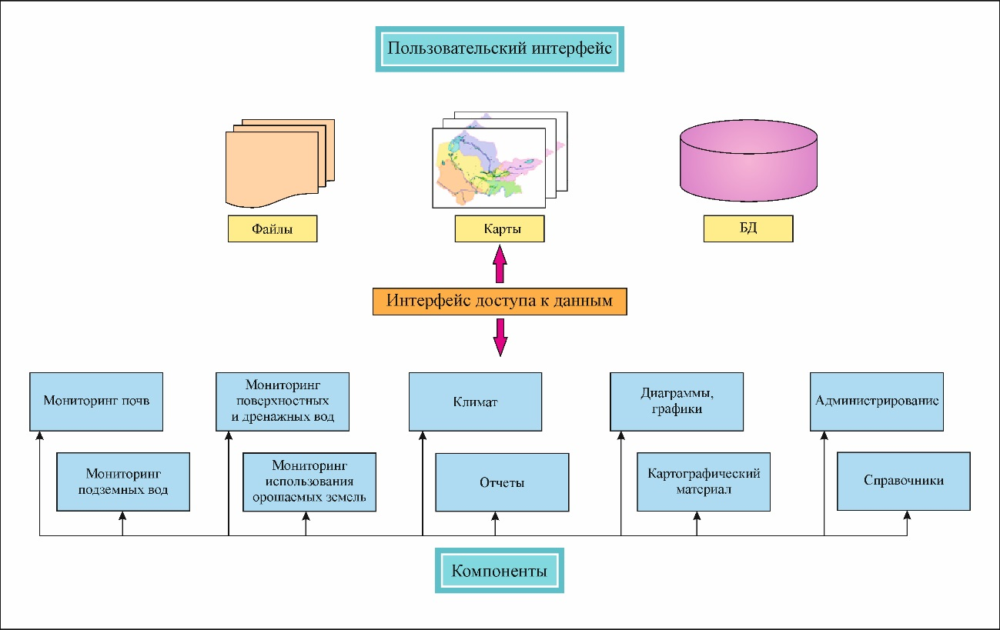 Пользовательский интерфейс
Файлы
Карты
БД
Интерфейс доступа к данным
Мониторинг почв
Мониторинг
поверхностных
и дренажных вод
Климат
Диаграммы,
графики
Администрирование
Мониторинг
подземных вод
Мониторинг
использования
орошаемых земель
Отчеты
Картографический
материал
Справочники
Компоненты